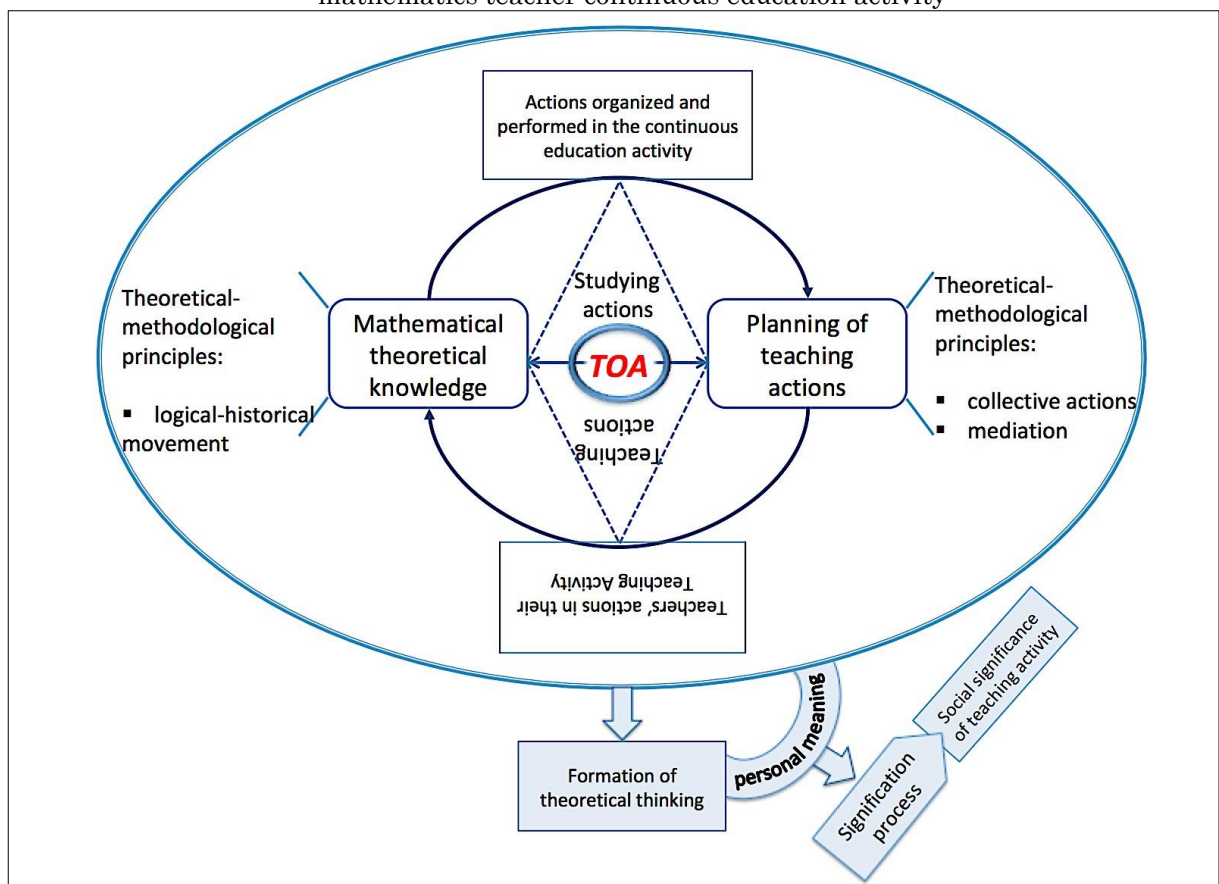 mathematics teacher continuous education activity
Actions organized and
performed in the continuous
education activity
Studying
actions
Theoretical-
methodological
principles:
▪ logical-historical
movement
Mathematical
theoretical
knowledge
TOA
Planning of
teaching
actions
Theoretical-
methodological
principles:
▪ collective actions
▪ mediation
Teaching
actions
Teachers' actions in their
Teaching Activity
Formation of
theoretical thinking
personal meaning
Signification
process
Social significance
of teaching activity